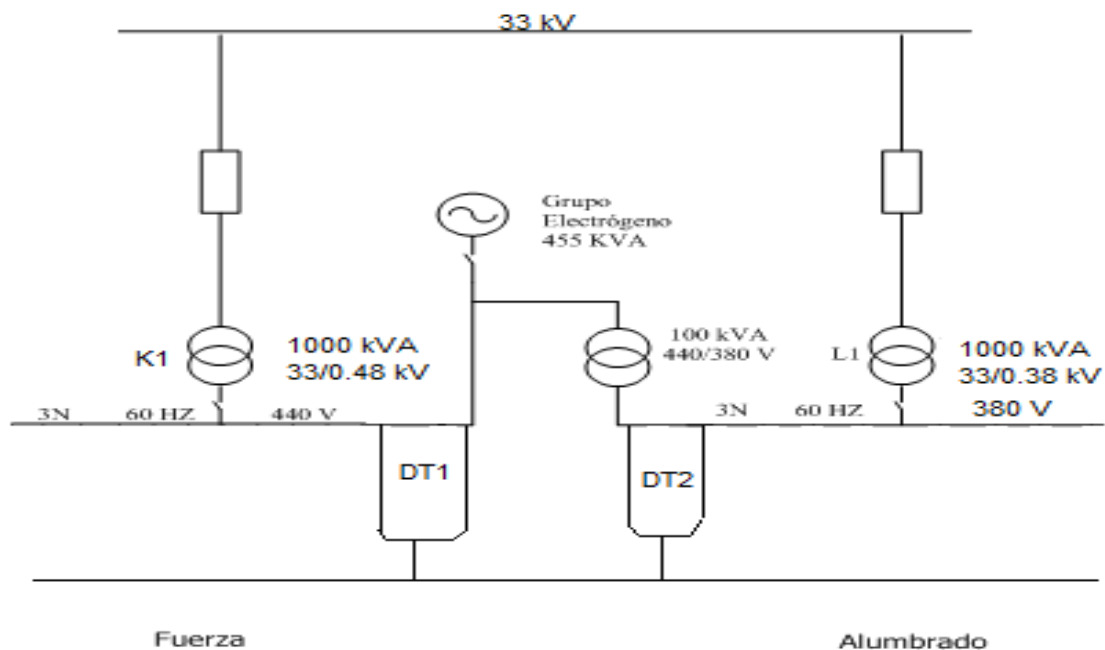 33 kV
Grupo
Electrógeno
455 KVA
K1
1000 kVA
33/0.48 kV
100 kVA
440/380 V
L1
1000 kVA
33/0.38 kV
3N 60 HZ 440 V
3N 60 HZ 380 V
DT1
DT2
Fuerza
Alumbrado